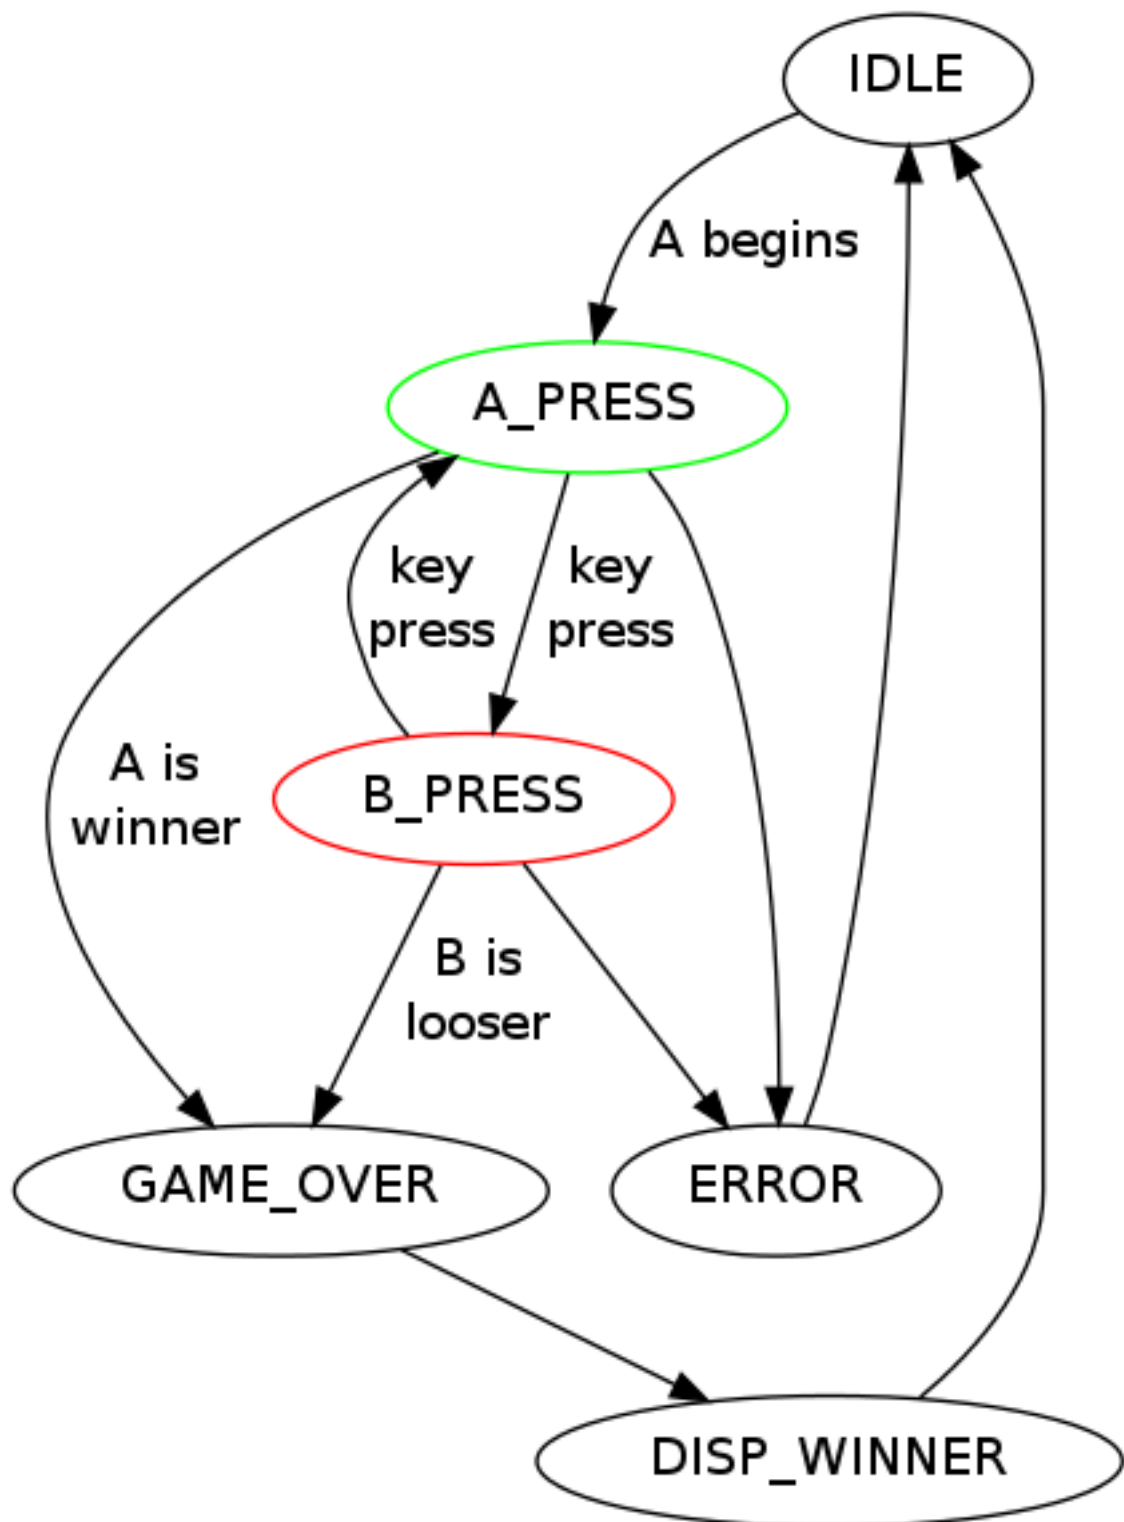 IDLE
A begins
A_PRESS
key
press
key
press
A is
winner
B_PRESS
B is
looser
GAME_OVER
ERROR
DISP_WINNER